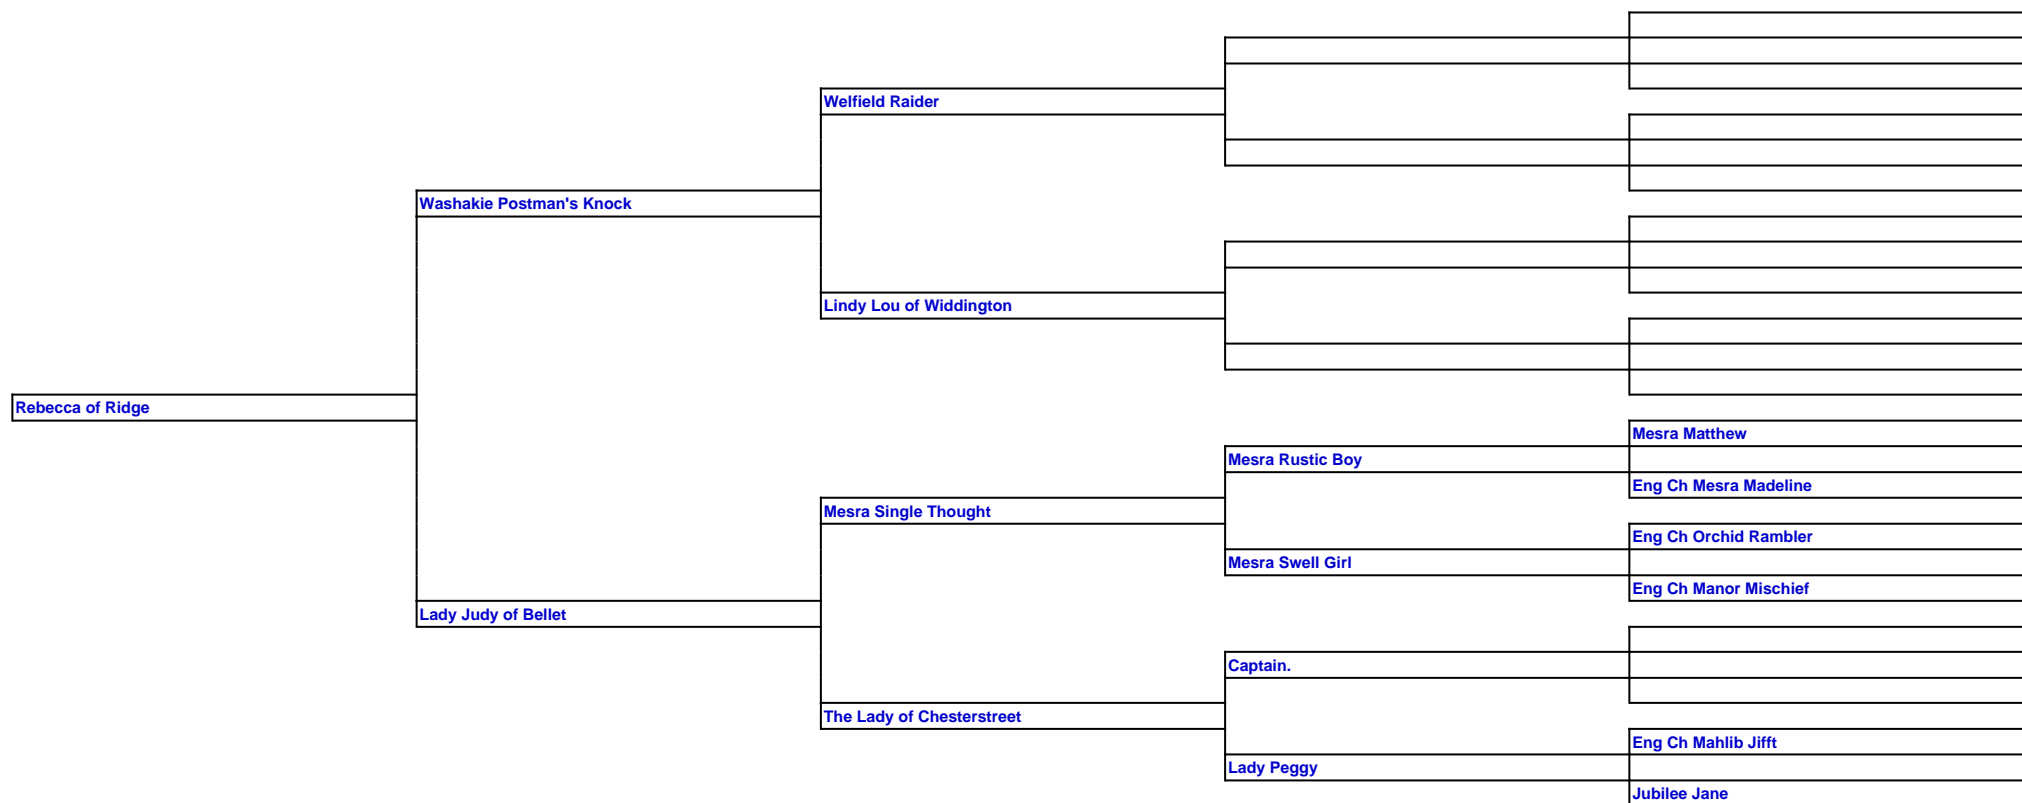 Welfield Raider
Washakie Postman's Knock
Lindy Lou of Widdington
Rebecca of Ridge
Mesra Matthew
Mesra Rustic Boy
Eng Ch Mesra Madeline
Mesra Single Thought
Eng Ch Orchid Rambler
Mesra Swell Girl
Eng Ch Manor Mischief
Lady Judy of Bellet
Captain.
The Lady of Chesterstreet
Eng Ch Mahlib Jifft
Lady Peggy
Jubilee Jane